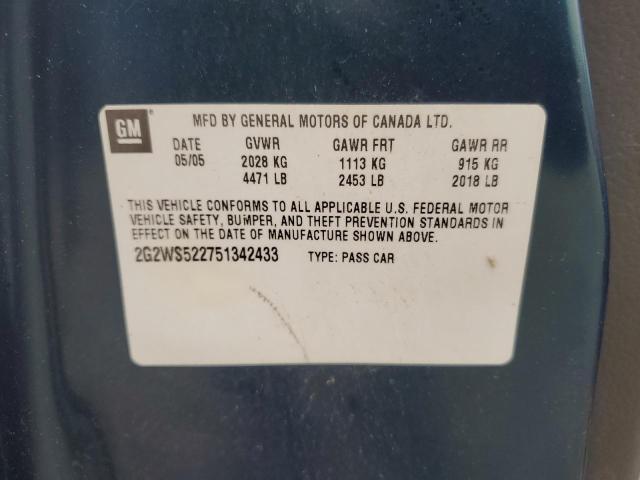 GM MFD BY GENERAL MOTORS OF CANADA LTD.
DATE GVWR GAWR FRT GAWR RR
05/05 2028 KG 1113 KG 915 KG
4471 LB 2453 LB 2018 LB
THIS VEHICLE CONFORMS TO ALL APPLICABLE U.S. FEDERAL MOTOR
VEHICLE SAFETY, BUMPER, AND THEFT PREVENTION STANDARDS IN
EFFECT ON THE DATE OF MANUFACTURE SHOWN ABOVE.
2G2WS522751342433 TYPE: PASS CAR